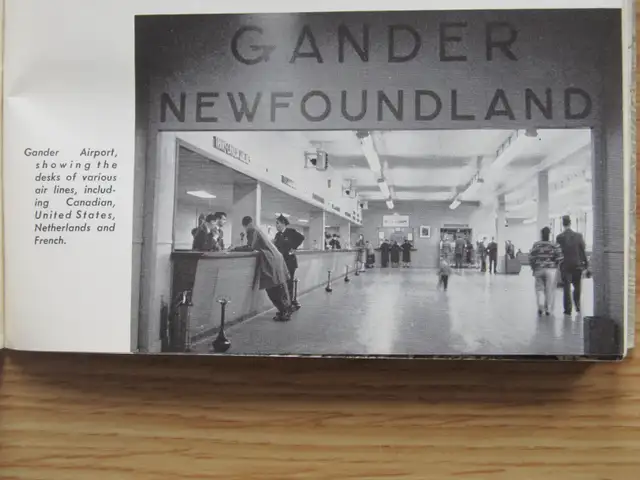 GANDER
NEWFOUNDLAND
Gander Airport,
showing the
desks of various
air lines, includ-
ing Canadian,
United States,
Netherlands and
French.